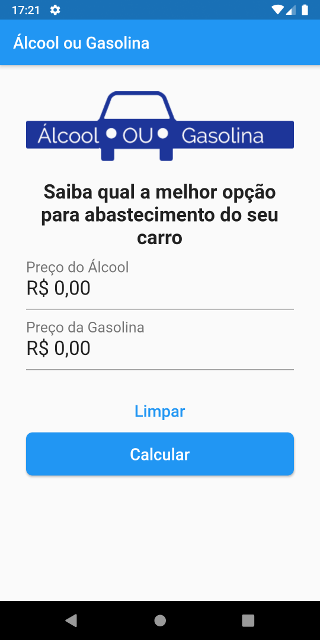 17:21
Álcool ou Gasolina
Álcool OU Gasolina
Saiba qual a melhor opção
para abastecimento do seu
carro
Preço do Álcool
R$ 0,00
Preço da Gasolina
R$ 0,00
Limpar
Calcular